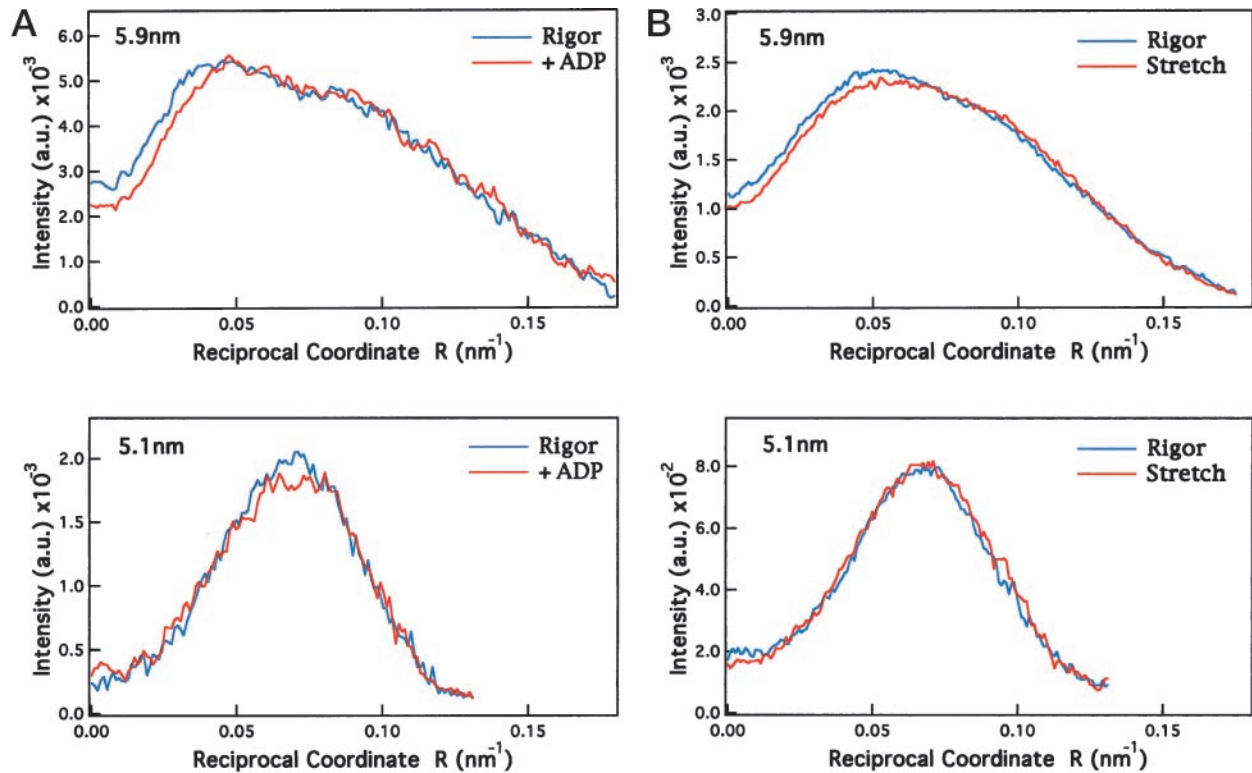 A
5.9nm
Rigor
+ ADP
Intensity (a.u.) x10⁻³
6.0
5.0
4.0
3.0
2.0
1.0
0.0
0.00 0.05 0.10 0.15
Reciprocal Coordinate R (nm⁻¹)
B
5.9nm
Rigor
Stretch
Intensity (a.u.) x10⁻³
3.0
2.5
2.0
1.5
1.0
0.5
0.0
0.00 0.05 0.10 0.15
Reciprocal Coordinate R (nm⁻¹)
5.1nm
Rigor
+ ADP
Intensity (a.u.) x10⁻³
2.0
1.5
1.0
0.5
0.0
0.00 0.05 0.10 0.15
Reciprocal Coordinate R (nm⁻¹)
5.1nm
Rigor
Stretch
Intensity (a.u.) x10⁻²
8.0
6.0
4.0
2.0
0.0
0.00 0.05 0.10 0.15
Reciprocal Coordinate R (nm⁻¹)